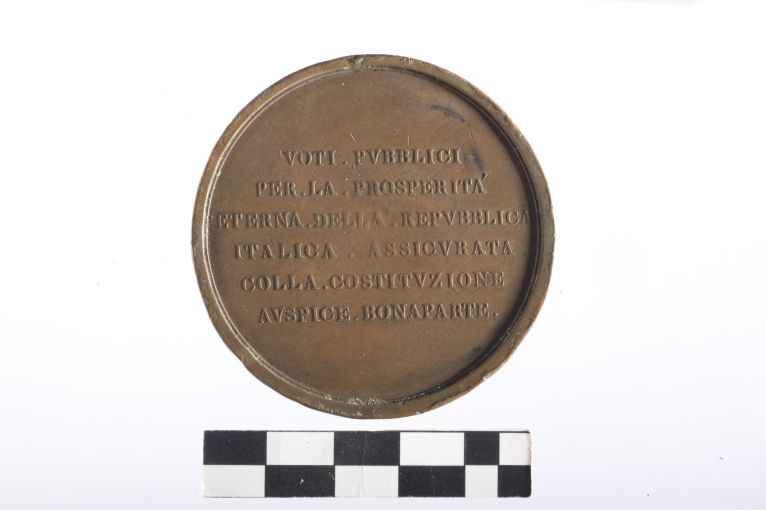 VOTI . PVBBLICI
PER . LA . PROSPERITÀ
ETERNA . DELLA . REPVBBLICA
ITALICA . ASSICVRATA .
COLLA . COSTITVZIONE
AVSPICE . BONAPARTE .